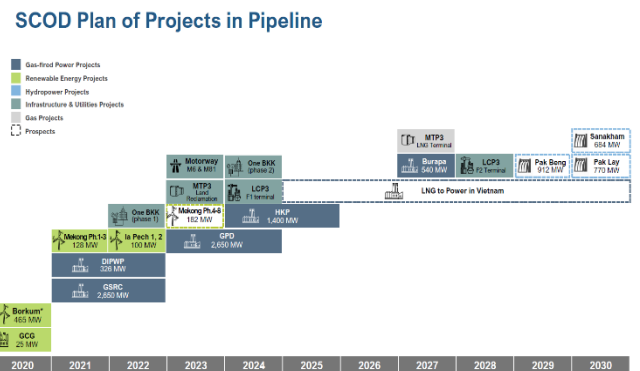 SCOD Plan of Projects in Pipeline
Gas-fired Power Projects
Renewable Energy Projects
Hydropower Projects
Infrastructure & Utilities Projects
Gas Projects
Prospects
MTP3
LNG Terminal
Sanakham
684 MW
Motorway
M6 & M81
One BKK
(phase 2)
Burapa
540 MW
LCP3
F2 Terminal
Pak Beng
912 MW
Pak Lay
770 MW
MTP3
Land
Reclamation
LCP3
F1 terminal
LNG to Power in Vietnam
One BKK
(phase 1)
Mekong Ph.4-8
182 MW
HKP
1,400 MW
Mekong Ph.1-3
128 MW
Ia Pech 1, 2
100 MW
GPD
2,650 MW
DIPWP
326 MW
GSRC
2,650 MW
Borkum*
465 MW
GCG
25 MW
2020
2021
2022
2023
2024
2025
2026
2027
2028
2029
2030